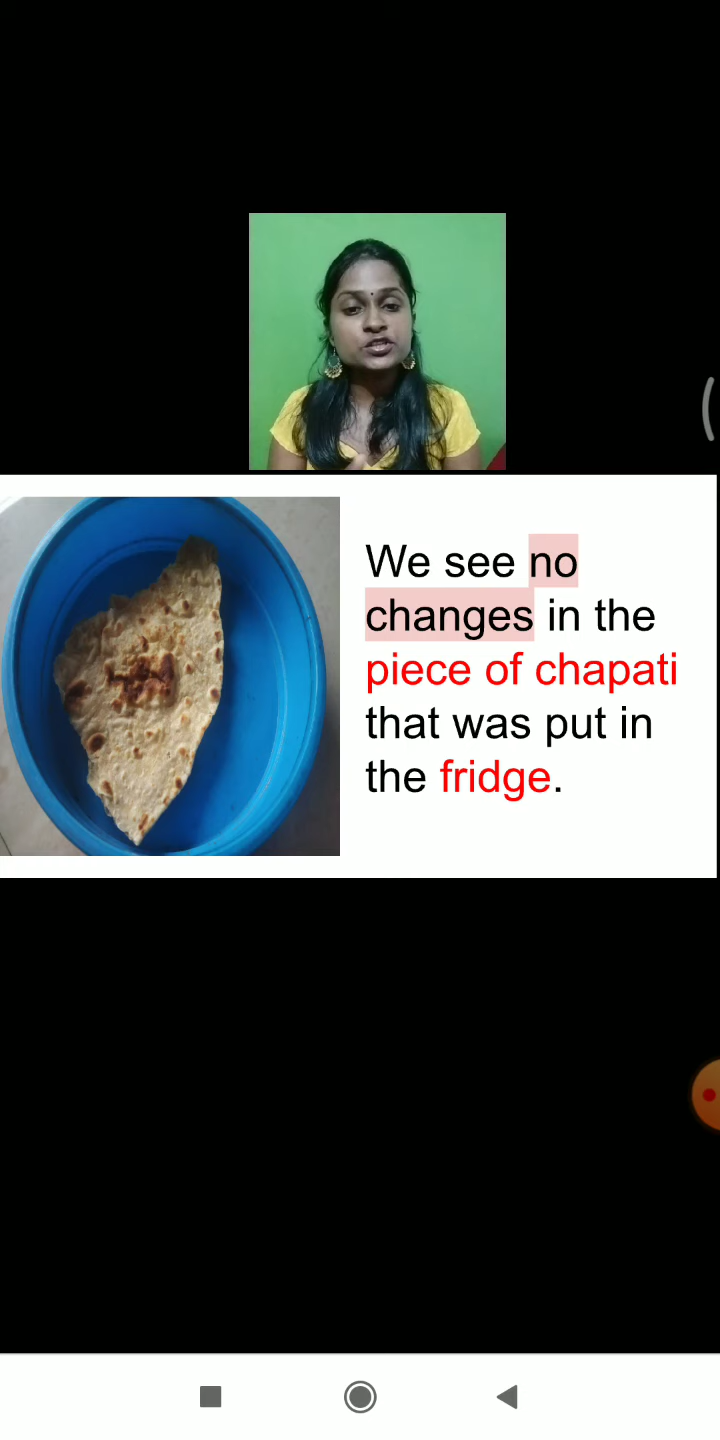 We see no
changes in the
piece of chapati
that was put in
the fridge.